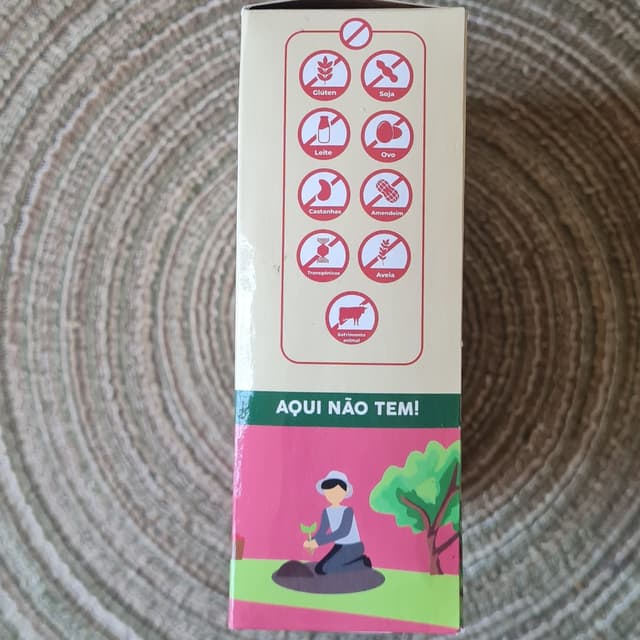 Glúten
Soja
Leite
Ovo
Castanhas
Amendoim
Transgênicos
Aveia
Sofrimento
animal
AQUI NÃO TEM!